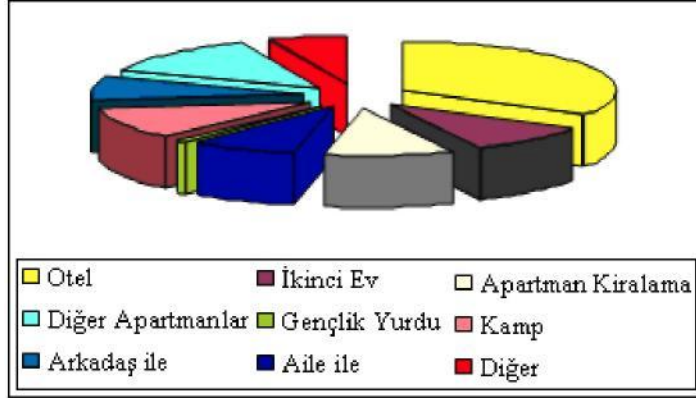 Otel İkinci Ev Apartman Kiralama
Diğer Apartmanlar Gençlik Yurdu Kamp
Arkadaş ile Aile ile Diğer